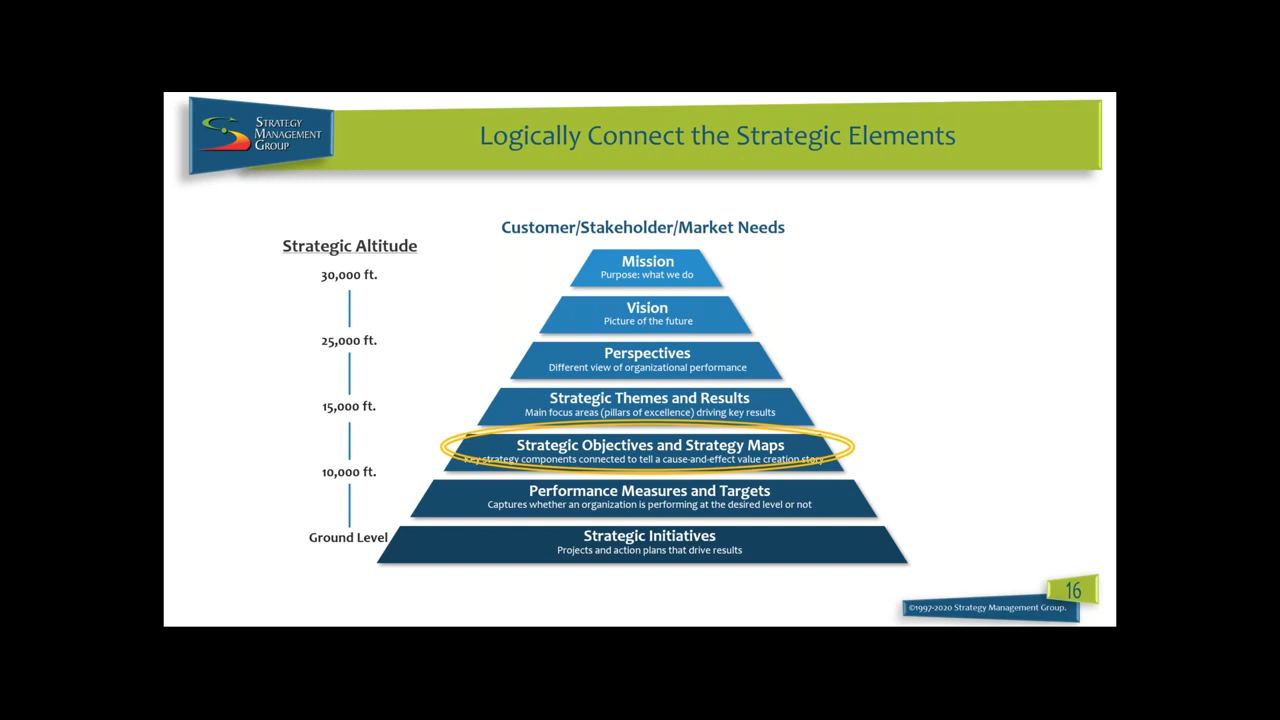 STRATEGY
MANAGEMENT
GROUP
Logically Connect the Strategic Elements
Customer/Stakeholder/Market Needs
Strategic Altitude
30,000 ft.
25,000 ft.
15,000 ft.
10,000 ft.
Ground Level
Mission
Purpose: what we do
Vision
Picture of the future
Perspectives
Different view of organizational performance
Strategic Themes and Results
Main focus areas (pillars of excellence) driving key results
Strategic Objectives and Strategy Maps
Key strategy components connected to tell a cause-and-effect value creation story
Performance Measures and Targets
Captures whether an organization is performing at the desired level or not
Strategic Initiatives
Projects and action plans that drive results
16
©1997-2020 Strategy Management Group.